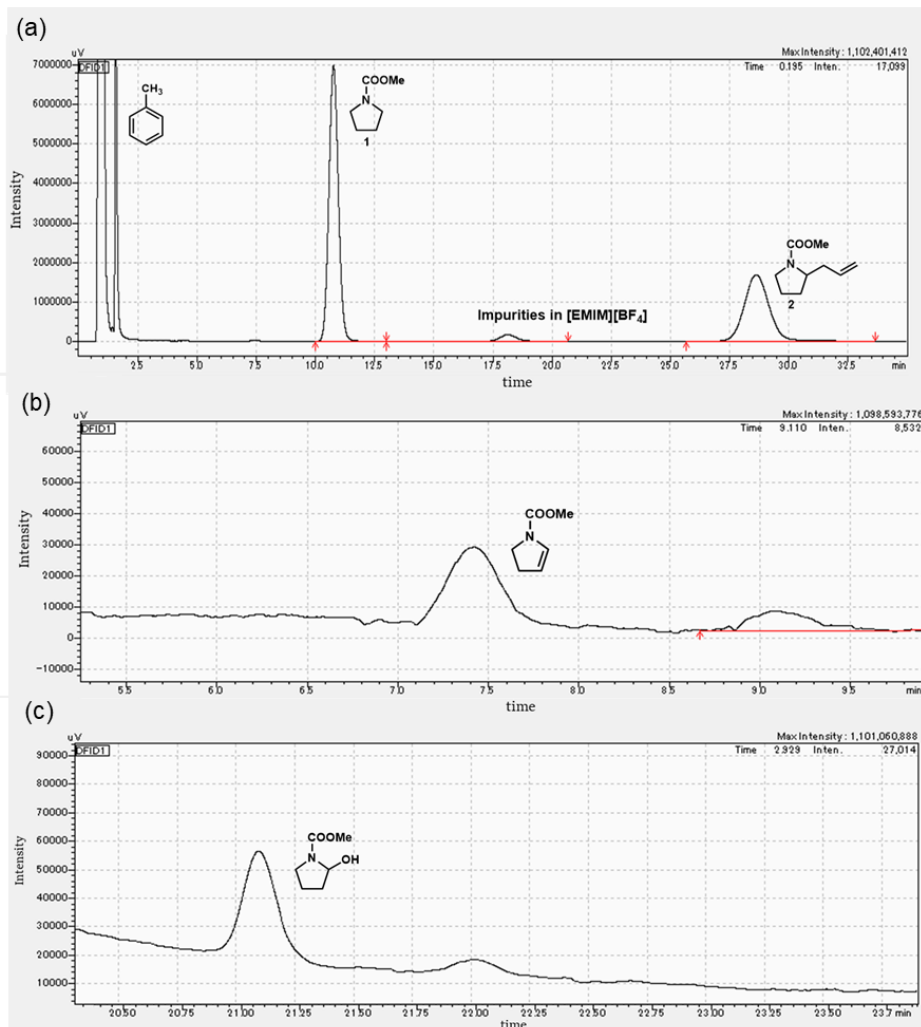 (a)
uV
Max Intensity : 1,102,401,412
DFID1
Time 0.195 Inten. 17,099
7000000
6000000
5000000
4000000
3000000
2000000
1000000
0
Intensity
CH3
COOMe
N
1
Impurities in [EMIM][BF4]
COOMe
N
2
2.5 5.0 7.5 10.0 12.5 15.0 17.5 20.0 22.5 25.0 27.5 30.0 32.5 min
time
(b)
uV
Max Intensity : 1,098,593,776
DFID1
Time 9.110 Inten. 8,532
60000
50000
40000
30000
20000
10000
0
-10000
Intensity
COOMe
N
5.5 6.0 6.5 7.0 7.5 8.0 8.5 9.0 9.5 min
time
(c)
uV
Max Intensity : 1,101,060,888
DFID1
Time 2.929 Inten. 27,014
90000
80000
70000
60000
50000
40000
30000
20000
10000
Intensity
COOMe
N
OH
20.50 20.75 21.00 21.25 21.50 21.75 22.00 22.25 22.50 22.75 23.00 23.25 23.50 23.7 min
time